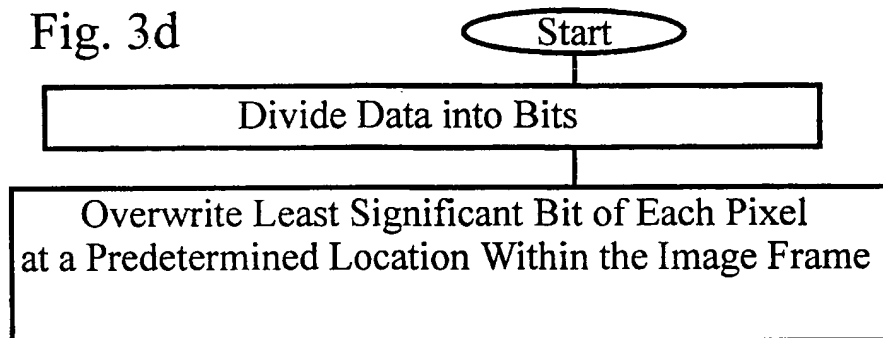 Fig. 3d
Start
Divide Data into Bits
Overwrite Least Significant Bit of Each Pixel
at a Predetermined Location Within the Image Frame